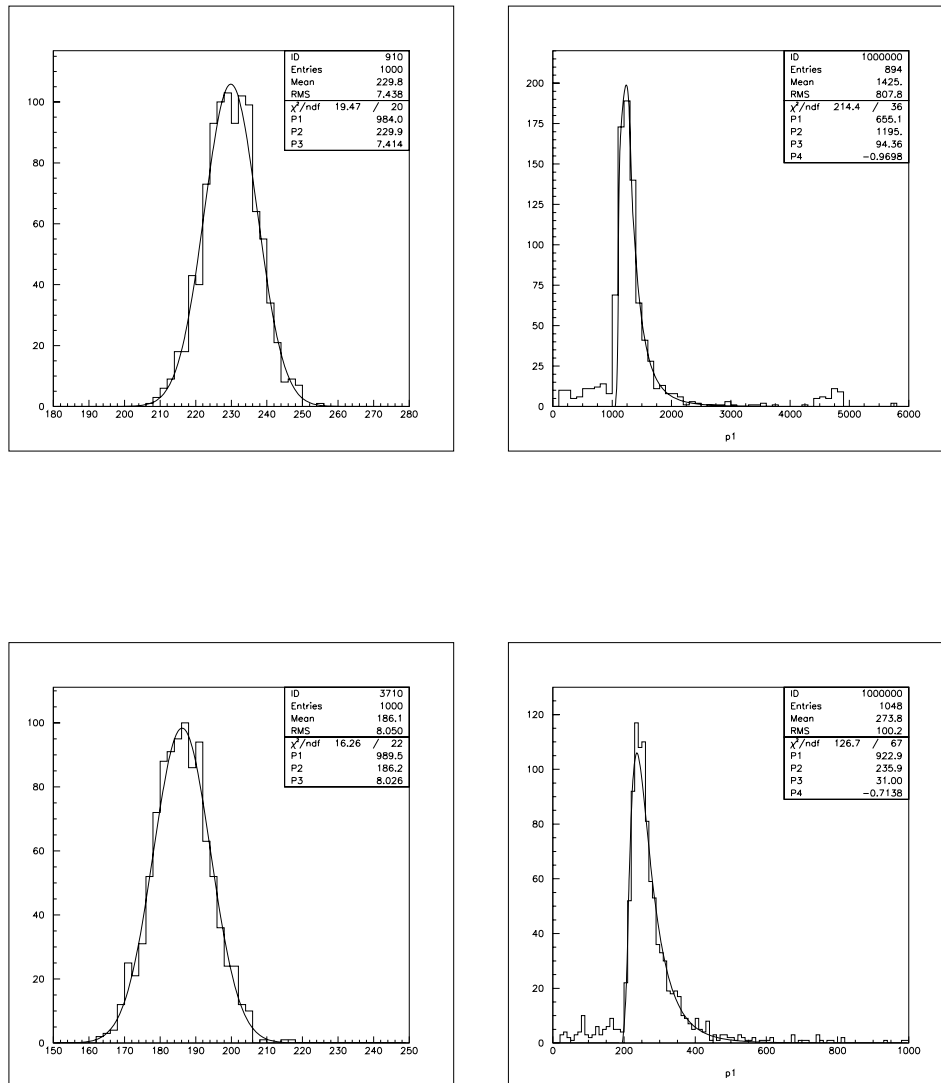 ID 910
Entries 1000
Mean 229.8
RMS 7.438
χ²/ndf 19.47 / 20
P1 984.0
P2 229.9
P3 7.414
100
80
60
40
20
0
180 190 200 210 220 230 240 250 260 270 280
ID 1000000
Entries 894
Mean 1425.
RMS 807.8
χ²/ndf 214.4 / 36
P1 655.1
P2 1195.
P3 94.36
P4 -0.9698
200
175
150
125
100
75
50
25
0
0 1000 2000 3000 4000 5000 6000
p1
ID 3710
Entries 1000
Mean 186.1
RMS 8.050
χ²/ndf 16.26 / 22
P1 989.5
P2 186.2
P3 8.026
100
80
60
40
20
0
150 160 170 180 190 200 210 220 230 240 250
ID 1000000
Entries 1048
Mean 273.8
RMS 100.2
χ²/ndf 126.7 / 67
P1 922.9
P2 235.9
P3 31.00
P4 -0.7138
120
100
80
60
40
20
0
0 200 400 600 800 1000
p1